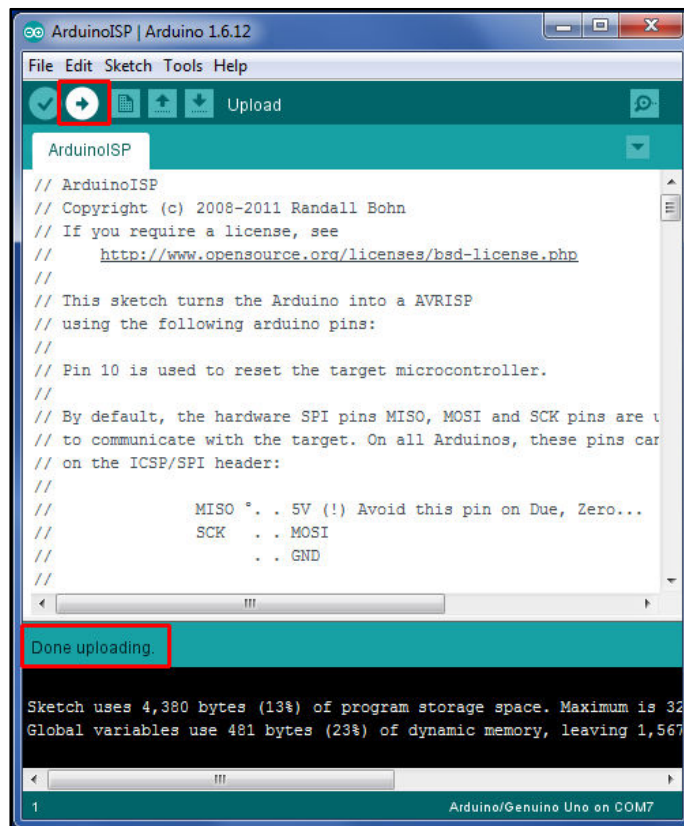 ArduinoISP | Arduino 1.6.12
File Edit Sketch Tools Help
Upload
ArduinoISP
// ArduinoISP
// Copyright (c) 2008-2011 Randall Bohn
// If you require a license, see
//     http://www.opensource.org/licenses/bsd-license.php
//
// This sketch turns the Arduino into a AVRISP
// using the following arduino pins:
//
// Pin 10 is used to reset the target microcontroller.
//
// By default, the hardware SPI pins MISO, MOSI and SCK pins are u
// to communicate with the target. On all Arduinos, these pins can
// on the ICSP/SPI header:
//
//              MISO °. . 5V (!) Avoid this pin on Due, Zero...
//              SCK   . . MOSI
//                    . . GND
//
Done uploading.
Sketch uses 4,380 bytes (13%) of program storage space. Maximum is 32
Global variables use 481 bytes (23%) of dynamic memory, leaving 1,567
1 Arduino/Genuino Uno on COM7